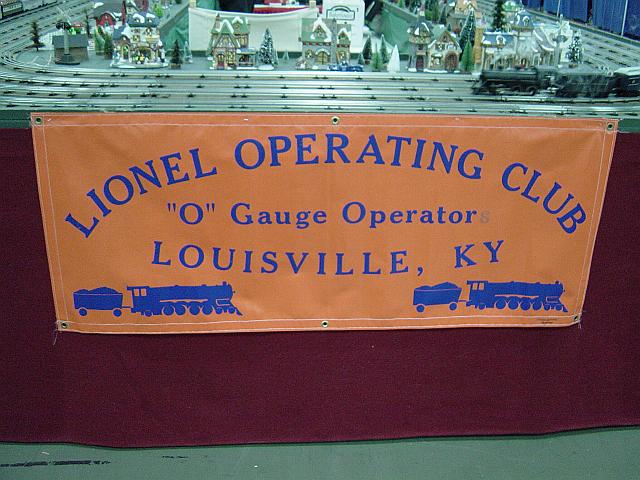 LIONEL OPERATING CLUB
"O" Gauge Operators
LOUISVILLE, KY